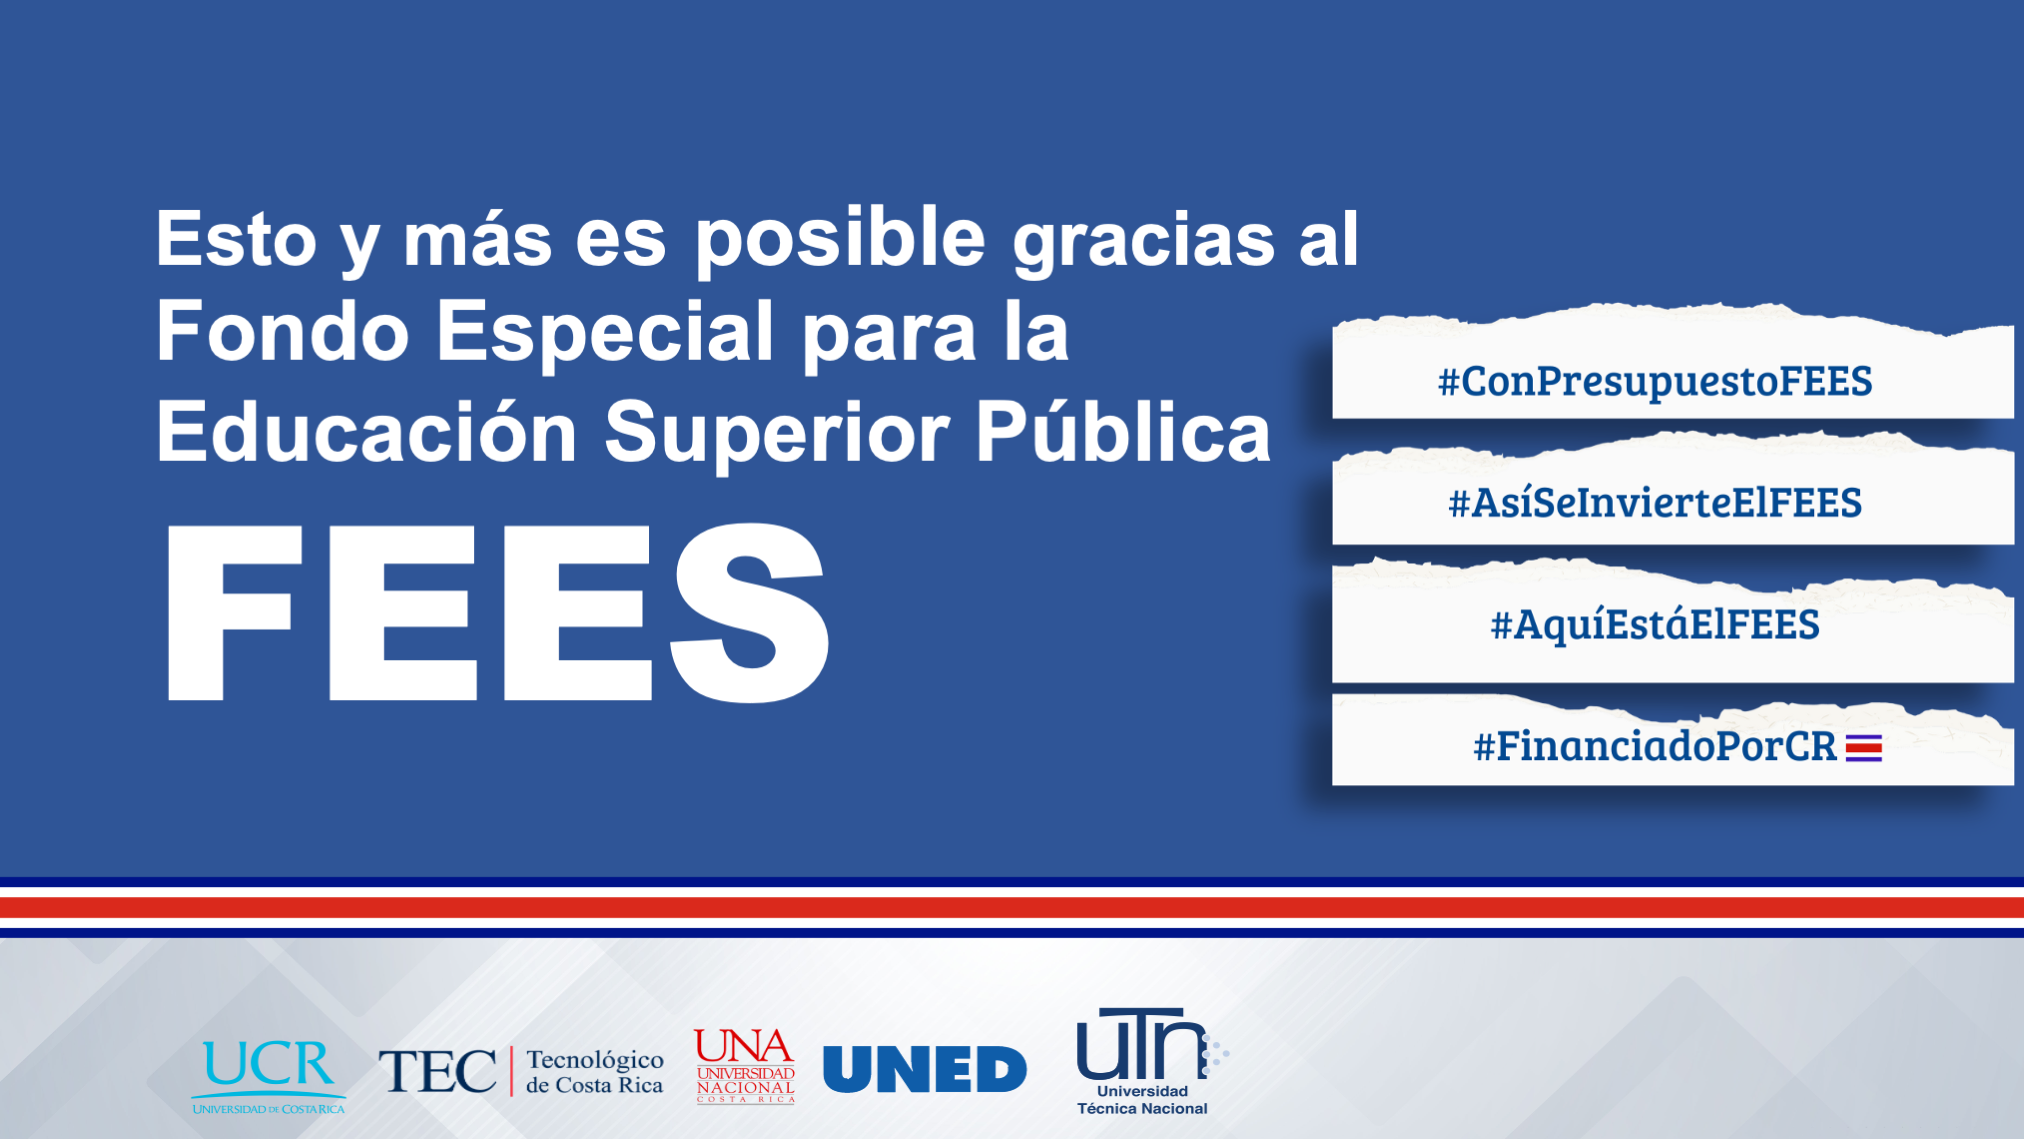 Esto y más es posible gracias al
Fondo Especial para la
Educación Superior Pública
FEES
#ConPresupuestoFEES
#AsíSeInvierteElFEES
#AquíEstáElFEES
#FinanciadoPorCR
UCR
UNIVERSIDAD DE COSTA RICA
TEC
Tecnológico
de Costa Rica
UNA
UNIVERSIDAD
NACIONAL
COSTA RICA
UNED
UTN
Universidad
Técnica Nacional